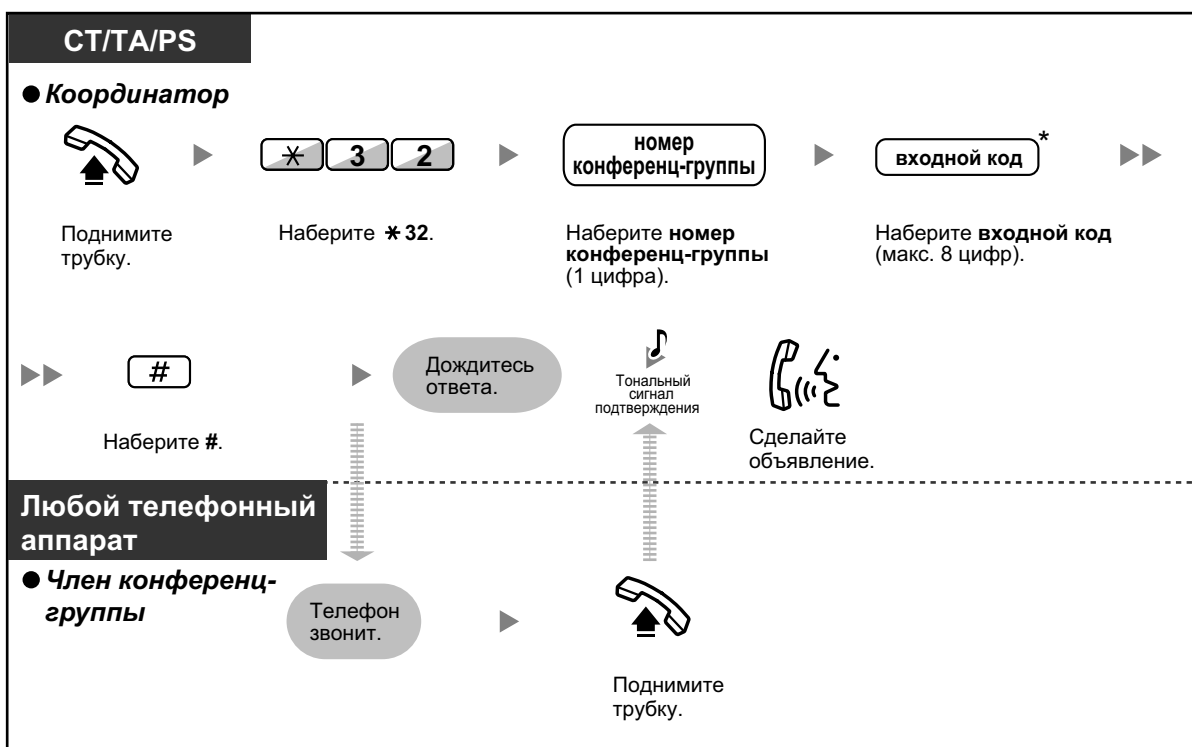 CT/TA/PS
Координатор
✳ 3 2
номер
конференц-группы
входной код *
Поднимите
трубку.
Наберите ✳ 32.
Наберите номер
конференц-группы
(1 цифра).
Наберите входной код
(макс. 8 цифр).
#
Наберите #.
Дождитесь
ответа.
Тональный
сигнал
подтверждения
Сделайте
объявление.
Любой телефонный
аппарат
Член конференц-
группы
Телефон
звонит.
Поднимите
трубку.